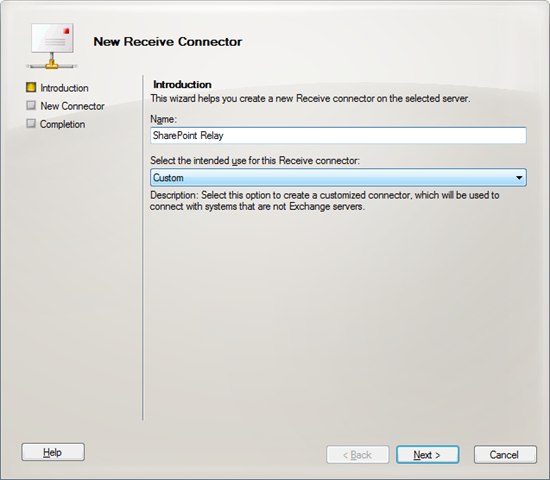 New Receive Connector
Introduction
New Connector
Completion
Introduction
This wizard helps you create a new Receive connector on the selected server.
Name:
SharePoint Relay
Select the intended use for this Receive connector:
Custom
Description: Select this option to create a customized connector, which will be used to
connect with systems that are not Exchange servers.
Help
< Back
Next >
Cancel